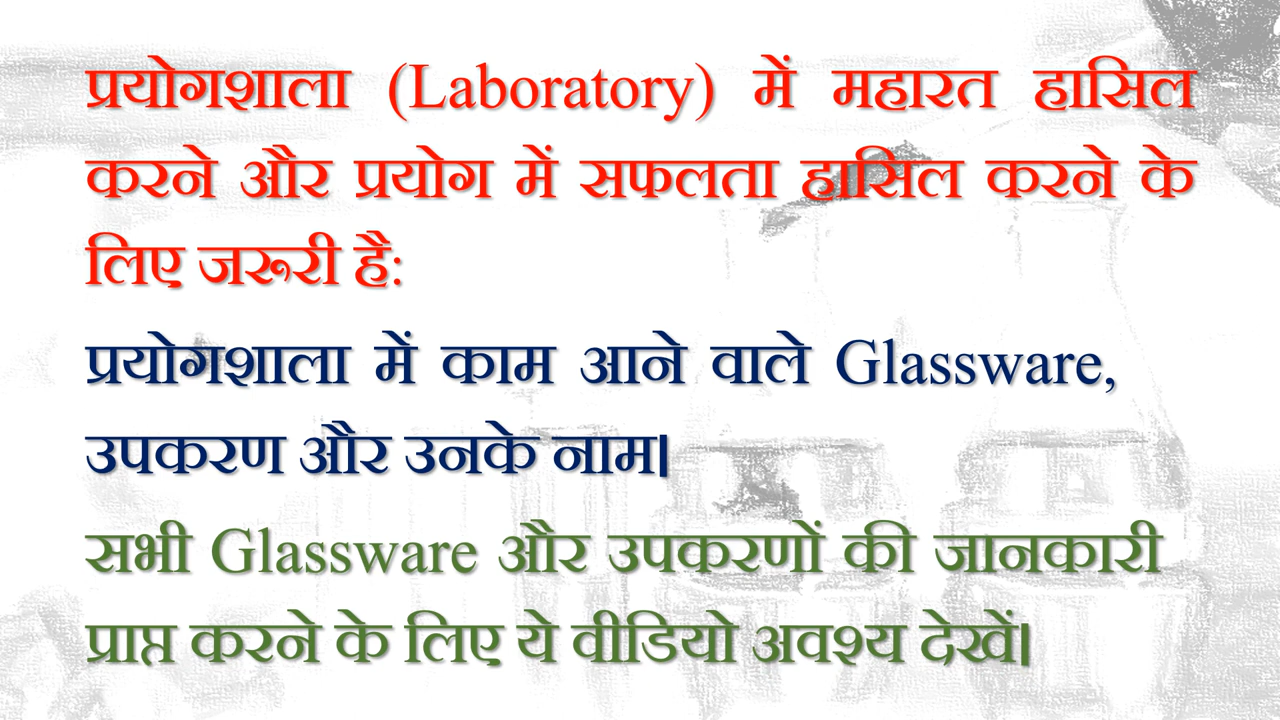 प्रयोगशाला (Laboratory) में महारत हासिल
करने और प्रयोग में सफलता हासिल करने के
लिए जरूरी है:
प्रयोगशाला में काम आने वाले Glassware,
उपकरण और उनके नाम।
सभी Glassware और उपकरणों की जानकारी
प्राप्त करने के लिए ये वीडियो अवश्य देखें।